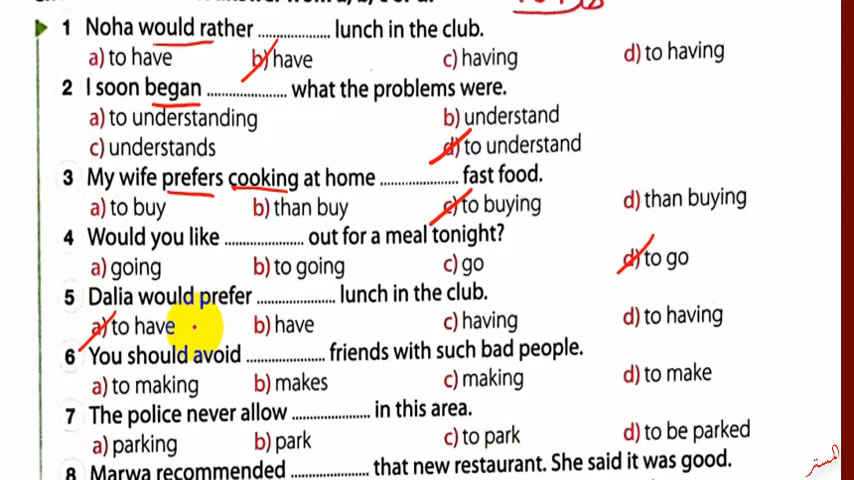 1 Noha would rather .................... lunch in the club.
a) to have b) have c) having d) to having
2 I soon began ...................... what the problems were.
a) to understanding b) understand
c) understands d) to understand
3 My wife prefers cooking at home ...................... fast food.
a) to buy b) than buy c) to buying d) than buying
4 Would you like ...................... out for a meal tonight?
a) going b) to going c) go d) to go
5 Dalia would prefer ...................... lunch in the club.
a) to have b) have c) having d) to having
6 You should avoid ...................... friends with such bad people.
a) to making b) makes c) making d) to make
7 The police never allow ...................... in this area.
a) parking b) park c) to park d) to be parked
8 Marwa recommended ...................... that new restaurant. She said it was good.